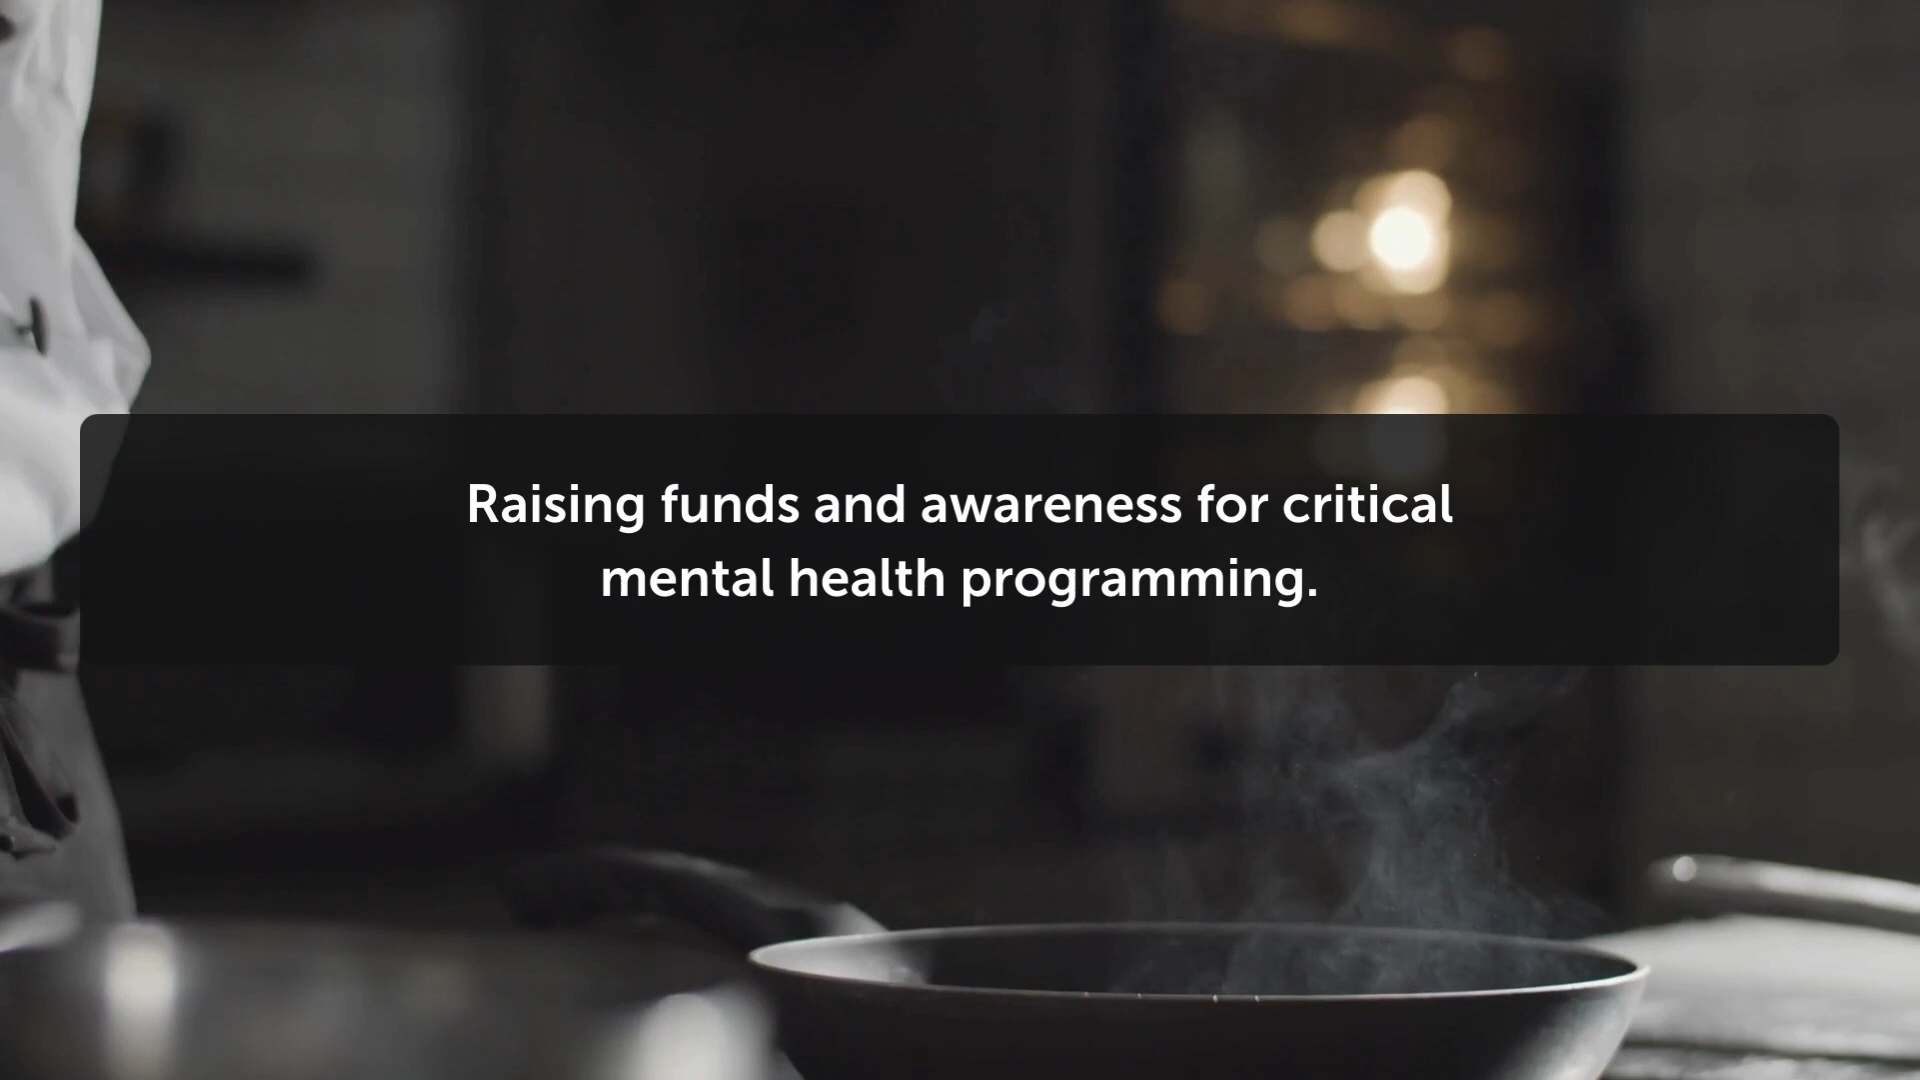 Raising funds and awareness for critical
mental health programming.